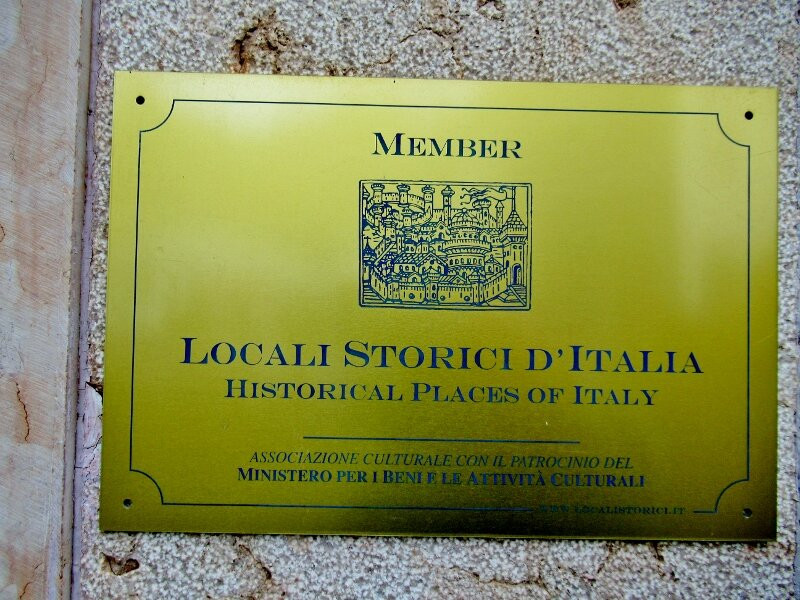 MEMBER
LOCALI STORICI D'ITALIA
HISTORICAL PLACES OF ITALY
ASSOCIAZIONE CULTURALE CON IL PATROCINIO DEL
MINISTERO PER I BENI E LE ATTIVITÀ CULTURALI
WWW.LOCALISTORICI.IT